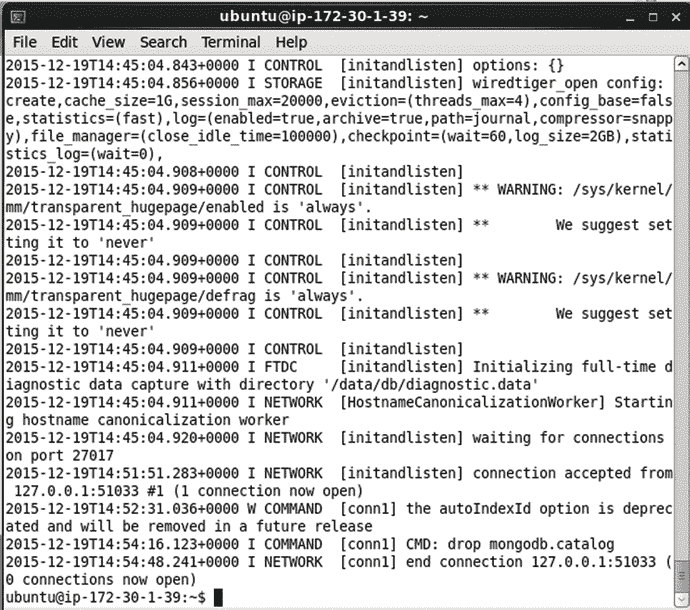 ubuntu@ip-172-30-1-39: ~
File Edit View Search Terminal Help
2015-12-19T14:45:04.843+0000 I CONTROL  [initandlisten] options: {}
2015-12-19T14:45:04.856+0000 I STORAGE  [initandlisten] wiredtiger_open config:
create,cache_size=1G,session_max=20000,eviction=(threads_max=4),config_base=fals
e,statistics=(fast),log=(enabled=true,archive=true,path=journal,compressor=snapp
y),file_manager=(close_idle_time=100000),checkpoint=(wait=60,log_size=2GB),stati
stics_log=(wait=0),
2015-12-19T14:45:04.908+0000 I CONTROL  [initandlisten]
2015-12-19T14:45:04.909+0000 I CONTROL  [initandlisten] ** WARNING: /sys/kernel/
mm/transparent_hugepage/enabled is 'always'.
2015-12-19T14:45:04.909+0000 I CONTROL  [initandlisten] **        We suggest set
ting it to 'never'
2015-12-19T14:45:04.909+0000 I CONTROL  [initandlisten]
2015-12-19T14:45:04.909+0000 I CONTROL  [initandlisten] ** WARNING: /sys/kernel/
mm/transparent_hugepage/defrag is 'always'.
2015-12-19T14:45:04.909+0000 I CONTROL  [initandlisten] **        We suggest set
ting it to 'never'
2015-12-19T14:45:04.909+0000 I CONTROL  [initandlisten]
2015-12-19T14:45:04.911+0000 I FTDC     [initandlisten] Initializing full-time d
iagnostic data capture with directory '/data/db/diagnostic.data'
2015-12-19T14:45:04.911+0000 I NETWORK  [HostnameCanonicalizationWorker] Startin
g hostname canonicalization worker
2015-12-19T14:45:04.920+0000 I NETWORK  [initandlisten] waiting for connections
on port 27017
2015-12-19T14:51:51.283+0000 I NETWORK  [initandlisten] connection accepted from
 127.0.0.1:51033 #1 (1 connection now open)
2015-12-19T14:52:31.036+0000 W COMMAND  [conn1] the autoIndexId option is deprec
ated and will be removed in a future release
2015-12-19T14:54:16.123+0000 I COMMAND  [conn1] CMD: drop mongodb.catalog
2015-12-19T14:54:48.241+0000 I NETWORK  [conn1] end connection 127.0.0.1:51033 (
0 connections now open)
ubuntu@ip-172-30-1-39:~$